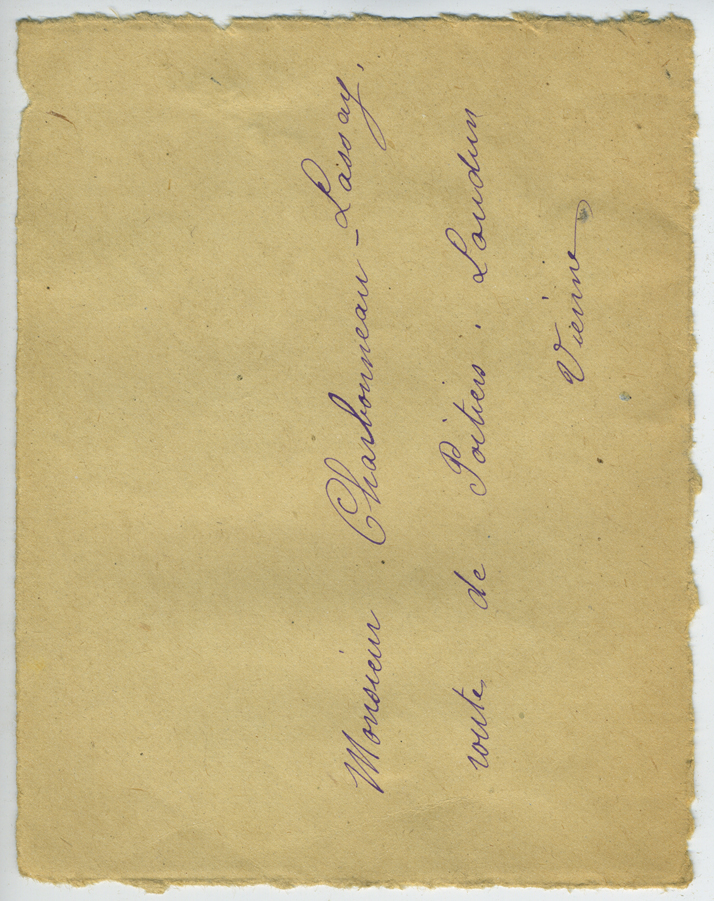 Monsieur Charbonneau-Lassay,
route de Poitiers. Loudun
Vienne